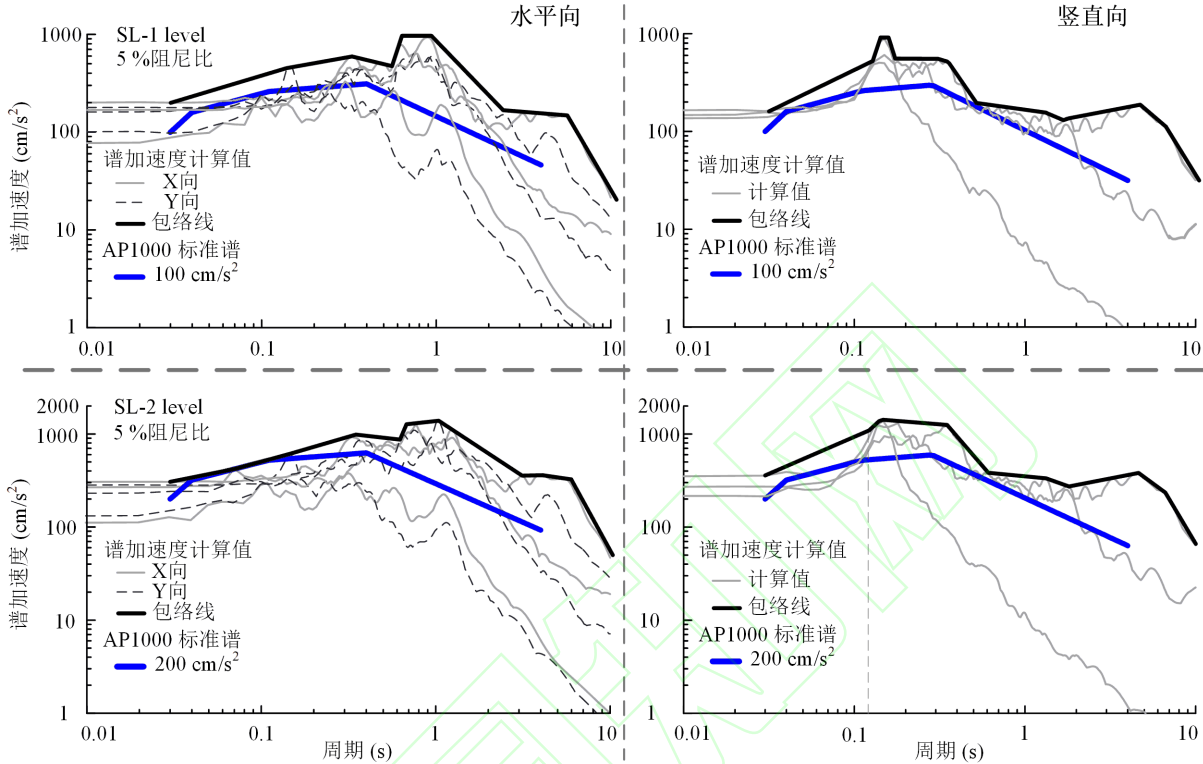 水平向
竖直向
SL-1 level
5 %阻尼比
谱加速度 (cm/s²)
1000
100
10
1
谱加速度计算值
X向
Y向
包络线
AP1000 标准谱
100 cm/s²
0.01
0.1
1
10
1000
100
10
1
谱加速度计算值
计算值
包络线
AP1000 标准谱
100 cm/s²
0.01
0.1
1
10
SL-2 level
5 %阻尼比
谱加速度 (cm/s²)
2000
1000
100
10
1
谱加速度计算值
X向
Y向
包络线
AP1000 标准谱
200 cm/s²
0.01
0.1
1
10
周期 (s)
2000
1000
100
10
1
谱加速度计算值
计算值
包络线
AP1000 标准谱
200 cm/s²
0.01
0.1
1
10
周期 (s)